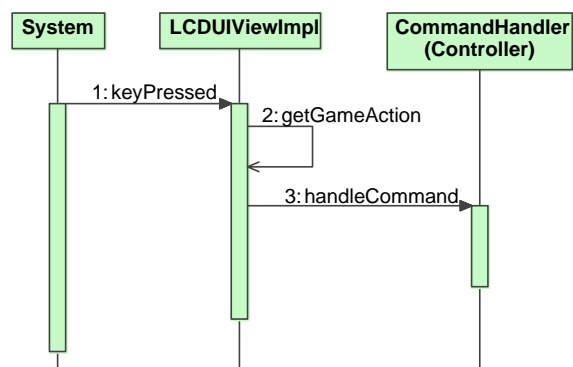 System
LCDUIViewImpl
CommandHandler
(Controller)
1: keyPressed
2: getGameAction
3: handleCommand